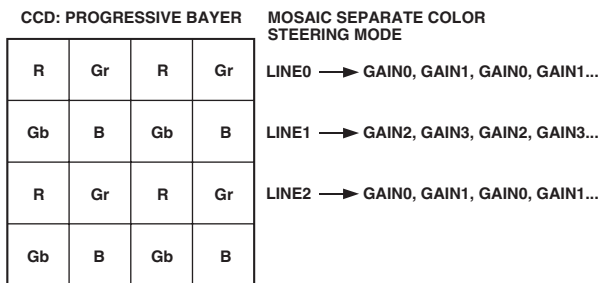 CCD: PROGRESSIVE BAYER
MOSAIC SEPARATE COLOR
STEERING MODE
R Gr R Gr
LINE0 GAIN0, GAIN1, GAIN0, GAIN1...
Gb B Gb B
LINE1 GAIN2, GAIN3, GAIN2, GAIN3...
R Gr R Gr
LINE2 GAIN0, GAIN1, GAIN0, GAIN1...
Gb B Gb B